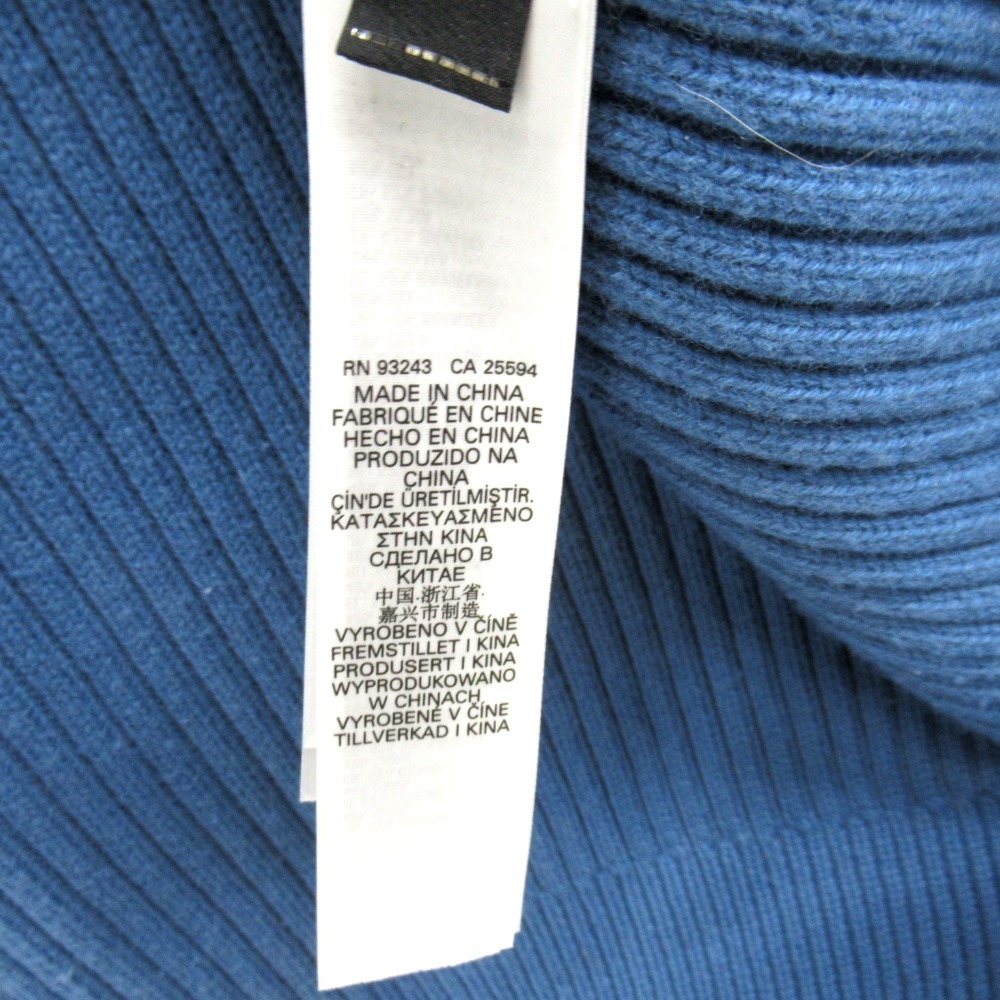 RN 93243 CA 25594
MADE IN CHINA
FABRIQUÉ EN CHINE
HECHO EN CHINA
PRODUZIDO NA
CHINA
ÇİN'DE ÜRETİLMİŞTİR.
ΚΑΤΑΣΚΕΥΑΣΜΕΝΟ
ΣΤΗΝ ΚΙΝΑ
СДЕЛАНО В
КИТАЕ
中国.浙江省.
嘉兴市制造
VYROBENO V ČÍNĚ
FREMSTILLET I KINA
PRODUSERT I KINA
WYPRODUKOWANO
W CHINACH
VYROBENÉ V ČÍNE
TILLVERKAD I KINA